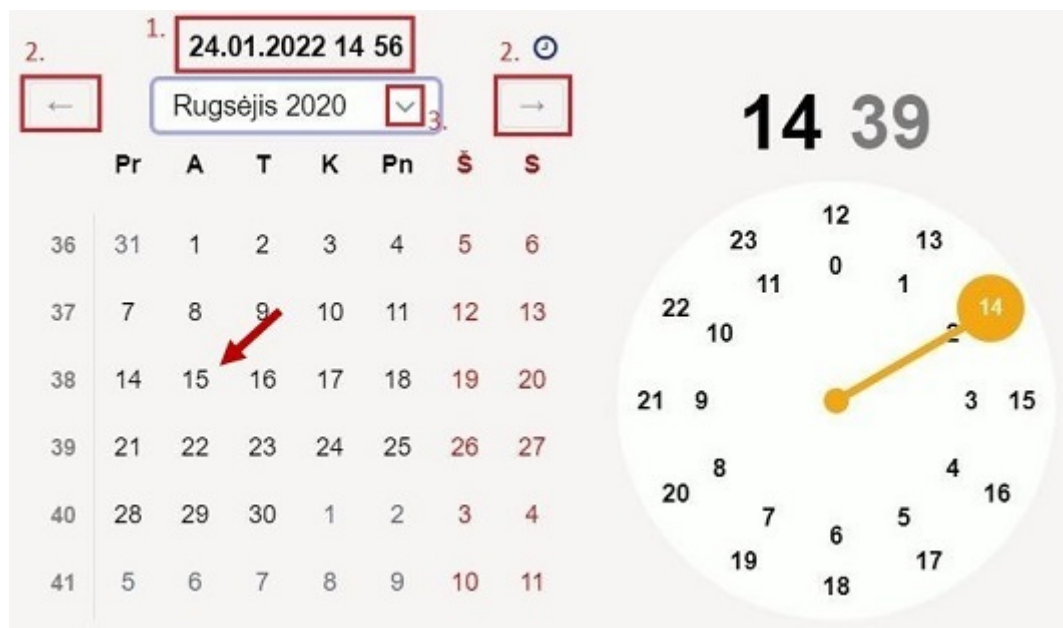 1.
24.01.2022 14 56
2.
2.
←
Rugsėjis 2020
3.
→
Pr A T K Pn Š S
36 31 1 2 3 4 5 6
37 7 8 9 10 11 12 13
38 14 15 16 17 18 19 20
39 21 22 23 24 25 26 27
40 28 29 30 1 2 3 4
41 5 6 7 8 9 10 11
14 39
12
23 13
0
11 1
22 14
10 2
21 9 3 15
8 4
20 16
7 5
6
19 17
18